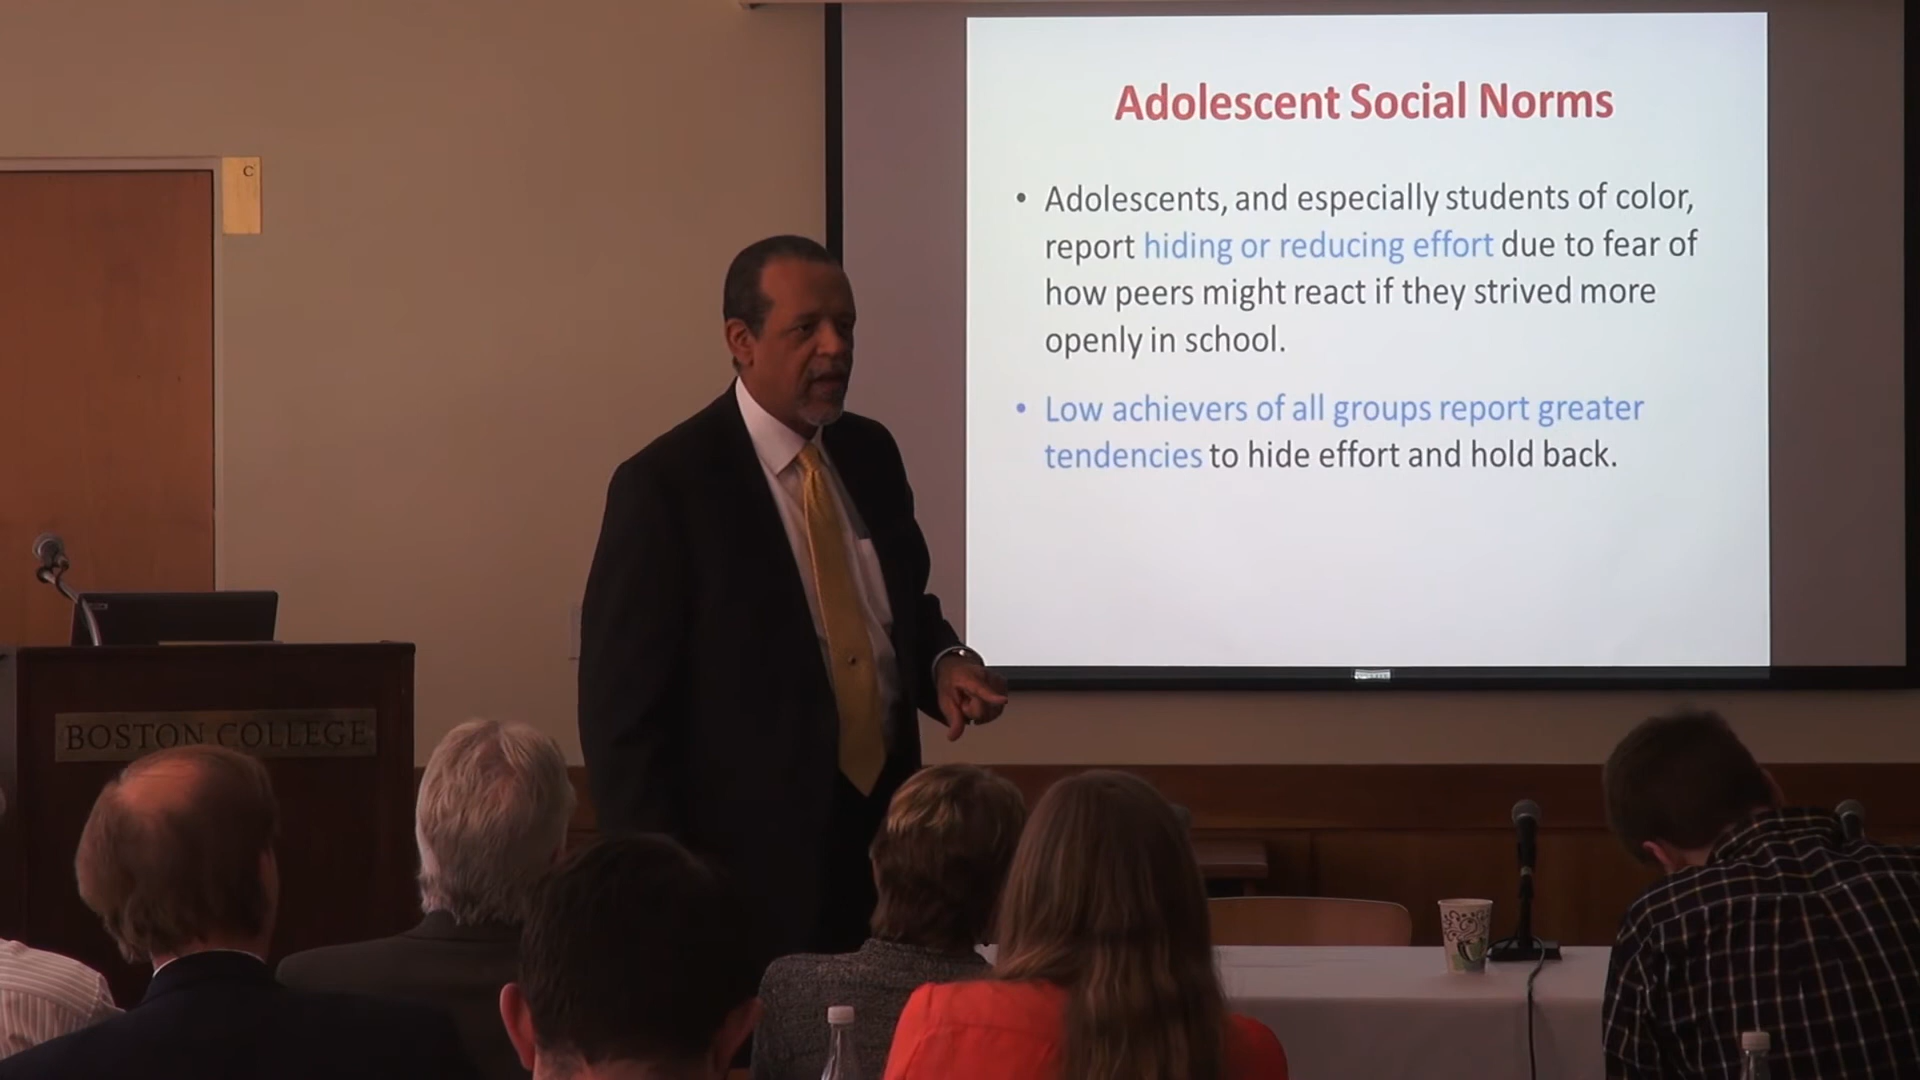 C
Adolescent Social Norms
• Adolescents, and especially students of color,
report hiding or reducing effort due to fear of
how peers might react if they strived more
openly in school.
• Low achievers of all groups report greater
tendencies to hide effort and hold back.
BOSTON COLLEGE